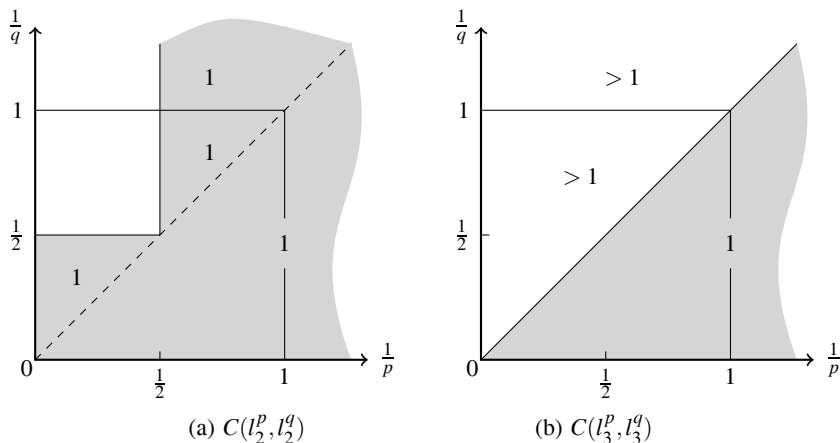 1/q
1
1/2
0
1/2
1
1/p
1
1
1
1
(a) C(l_2^p, l_2^q)
1/q
1
1/2
0
1/2
1
1/p
> 1
> 1
1
(b) C(l_3^p, l_3^q)